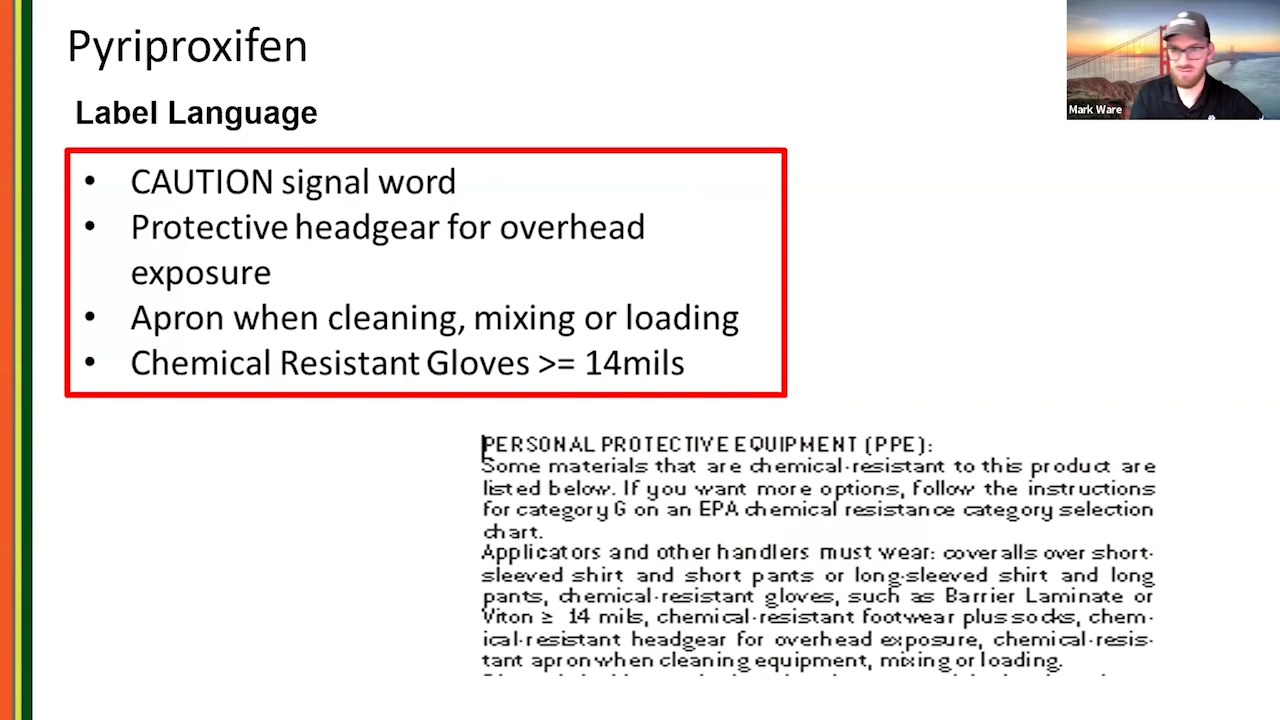 Pyriproxifen
Mark Ware
Label Language
• CAUTION signal word
• Protective headgear for overhead
exposure
• Apron when cleaning, mixing or loading
• Chemical Resistant Gloves >= 14mils
PERSONAL PROTECTIVE EQUIPMENT (PPE):
Some materials that are chemical-resistant to this product are
listed below. If you want more options, follow the instructions
for category G on an EPA chemical resistance category selection
chart.
Applicators and other handlers must wear: coveralls over short-
sleeved shirt and short pants or long-sleeved shirt and long
pants, chemical-resistant gloves, such as Barrier Laminate or
Viton ≥ 14 mils, chemical-resistant footwear plus socks, chem-
ical-resistant headgear for overhead exposure, chemical-resis-
tant apron when cleaning equipment, mixing or loading.